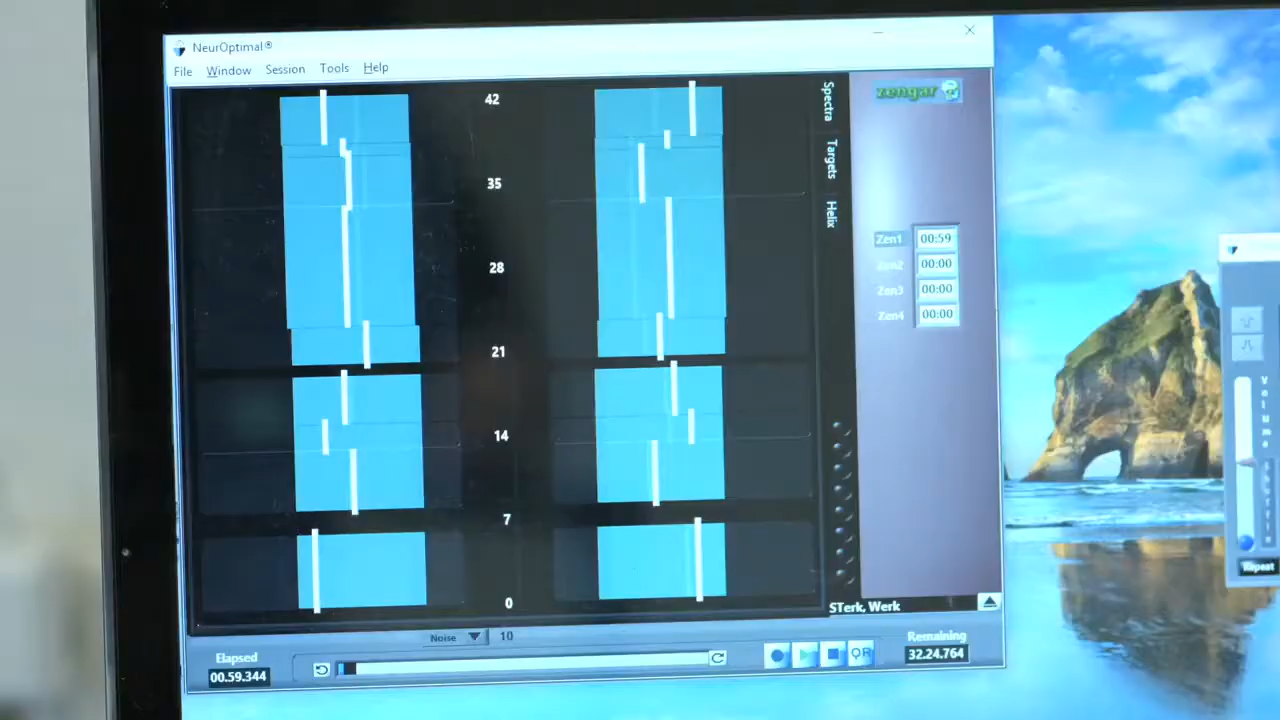 NeurOptimal®
File Window Session Tools Help
42
35
28
21
14
7
0
Spectra
Targets
Helix
zengar
Zen1 00:59
Zen2 00:00
Zen3 00:00
Zen4 00:00
STerk, Werk
Noise 10
Elapsed
00.59.344
Remaining
32.24.764
Volume
Repeat